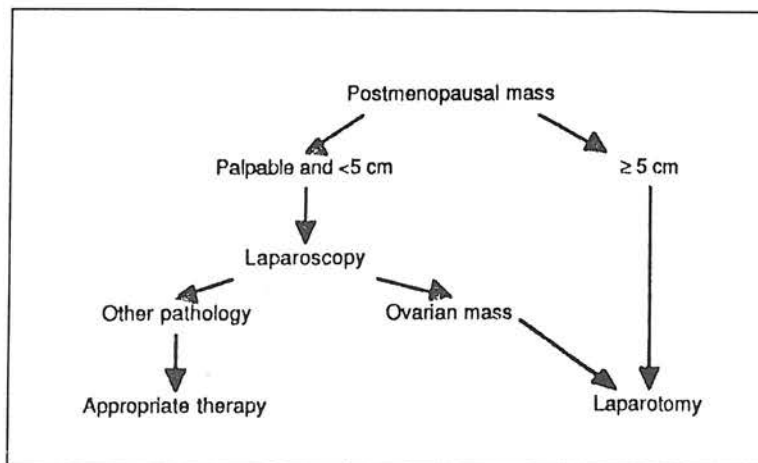 Postmenopausal mass
Palpable and <5 cm
≥ 5 cm
Laparoscopy
Other pathology
Ovarian mass
Appropriate therapy
Laparotomy